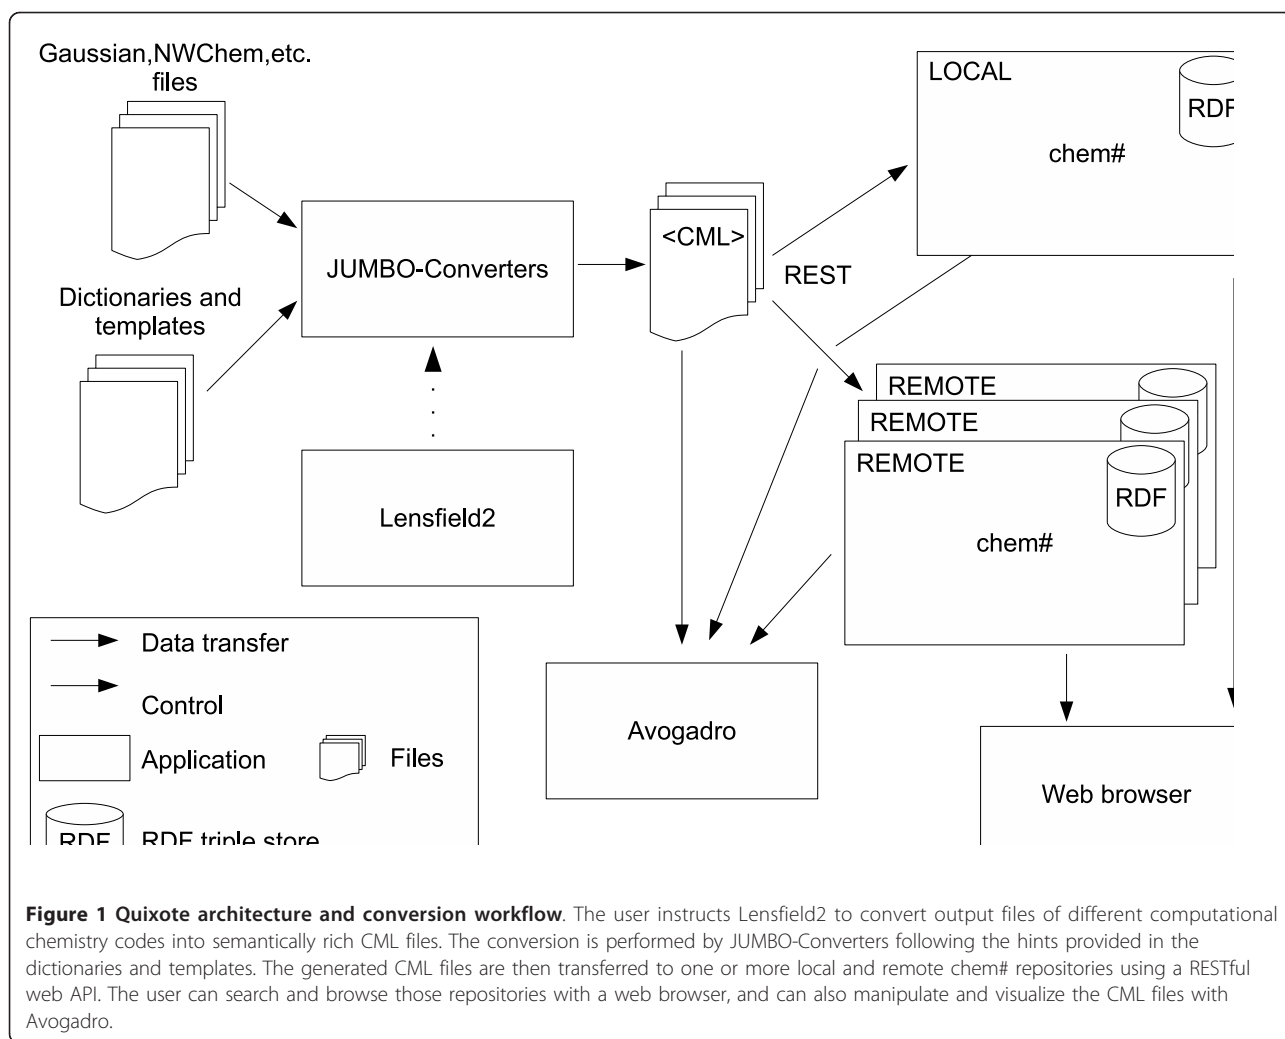 Gaussian,NWChem,etc.
files
LOCAL
RDF
chem#
<CML>
JUMBO-Converters
REST
Dictionaries and
templates
REMOTE
REMOTE
REMOTE
RDF
chem#
Lensfield2
Data transfer
Control
Application
Files
RDF
RDF triple store
Avogadro
Web browser
Figure 1 Quixote architecture and conversion workflow. The user instructs Lensfield2 to convert output files of different computational
chemistry codes into semantically rich CML files. The conversion is performed by JUMBO-Converters following the hints provided in the
dictionaries and templates. The generated CML files are then transferred to one or more local and remote chem# repositories using a RESTful
web API. The user can search and browse those repositories with a web browser, and can also manipulate and visualize the CML files with
Avogadro.